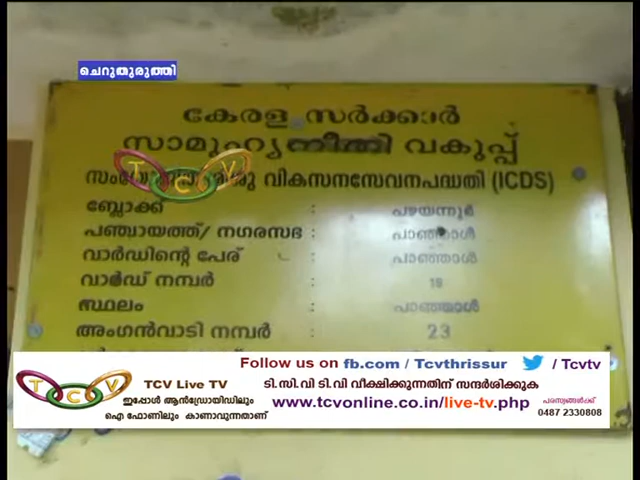 ചെറുതുരുത്തി
കേരള സർക്കാർ
സാമൂഹ്യനീതി വകുപ്പ്
ശിശു വികസനസേവനപദ്ധതി (ICDS)
ബ്ലോക്ക് : പഴയന്നൂർ
പഞ്ചായത്ത്/ നഗരസഭ : പാഞ്ഞാൾ
വാർഡിന്റെ പേര് : പാഞ്ഞാൾ
വാർഡ് നമ്പർ : 15
സ്ഥലം : പാഞ്ഞാൾ
അംഗൻവാടി നമ്പർ : 23
TCV
Follow us on fb.com / Tcvthrissur / Tcvtv
TCV
TCV Live TV
ഇപ്പോൾ ആൻഡ്രോയിഡിലും
ഐ ഫോണിലും കാണാവുന്നതാണ്
ടി.സി.വി ടി.വി വീക്ഷിക്കുന്നതിന് സന്ദർശിക്കുക
www.tcvonline.co.in/live-tv.php
പരസ്യങ്ങൾക്ക്
0487 2330808